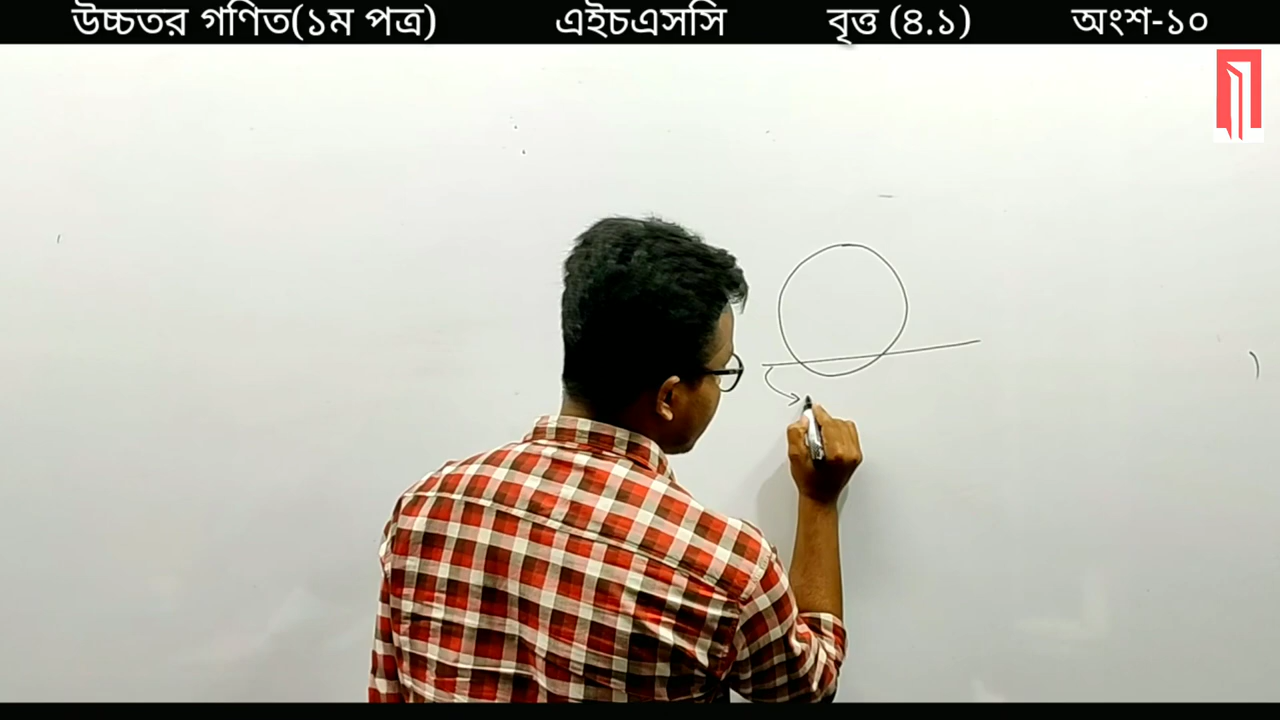 উচ্চতর গণিত(১ম পত্র) এইচএসসি বৃত্ত (৪.১) অংশ-১০